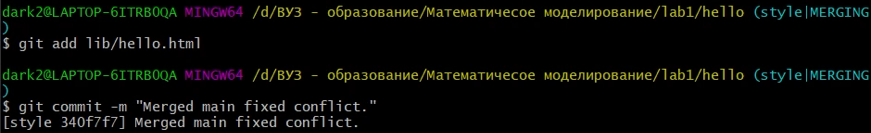 dark2@LAPTOP-6ITRB0QA MINGW64 /d/ВУЗ - образование/Математичесое моделирование/lab1/hello (style|MERGING
)
$ git add lib/hello.html
dark2@LAPTOP-6ITRB0QA MINGW64 /d/ВУЗ - образование/Математичесое моделирование/lab1/hello (style|MERGING
)
$ git commit -m "Merged main fixed conflict."
[style 340f7f7] Merged main fixed conflict.